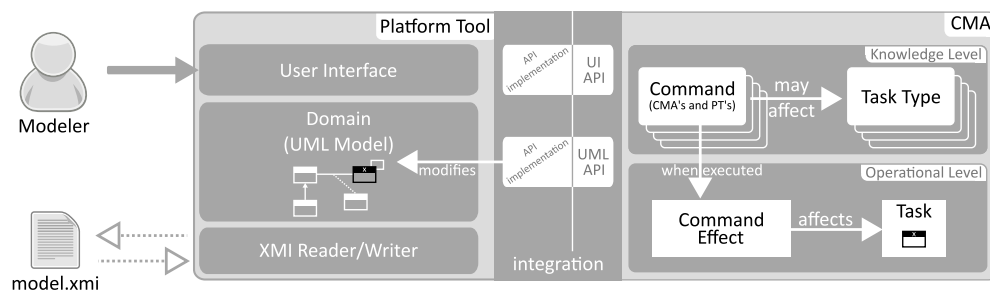 Modeler
model.xmi
Platform Tool
User Interface
Domain
(UML Model)
XMI Reader/Writer
API
implementation
UI
API
API
implementation
UML
API
modifies
integration
CMA
Knowledge Level
Command
(CMA's and PT's)
may
affect
Task Type
when executed
Operational Level
Command
Effect
affects
Task
x
x